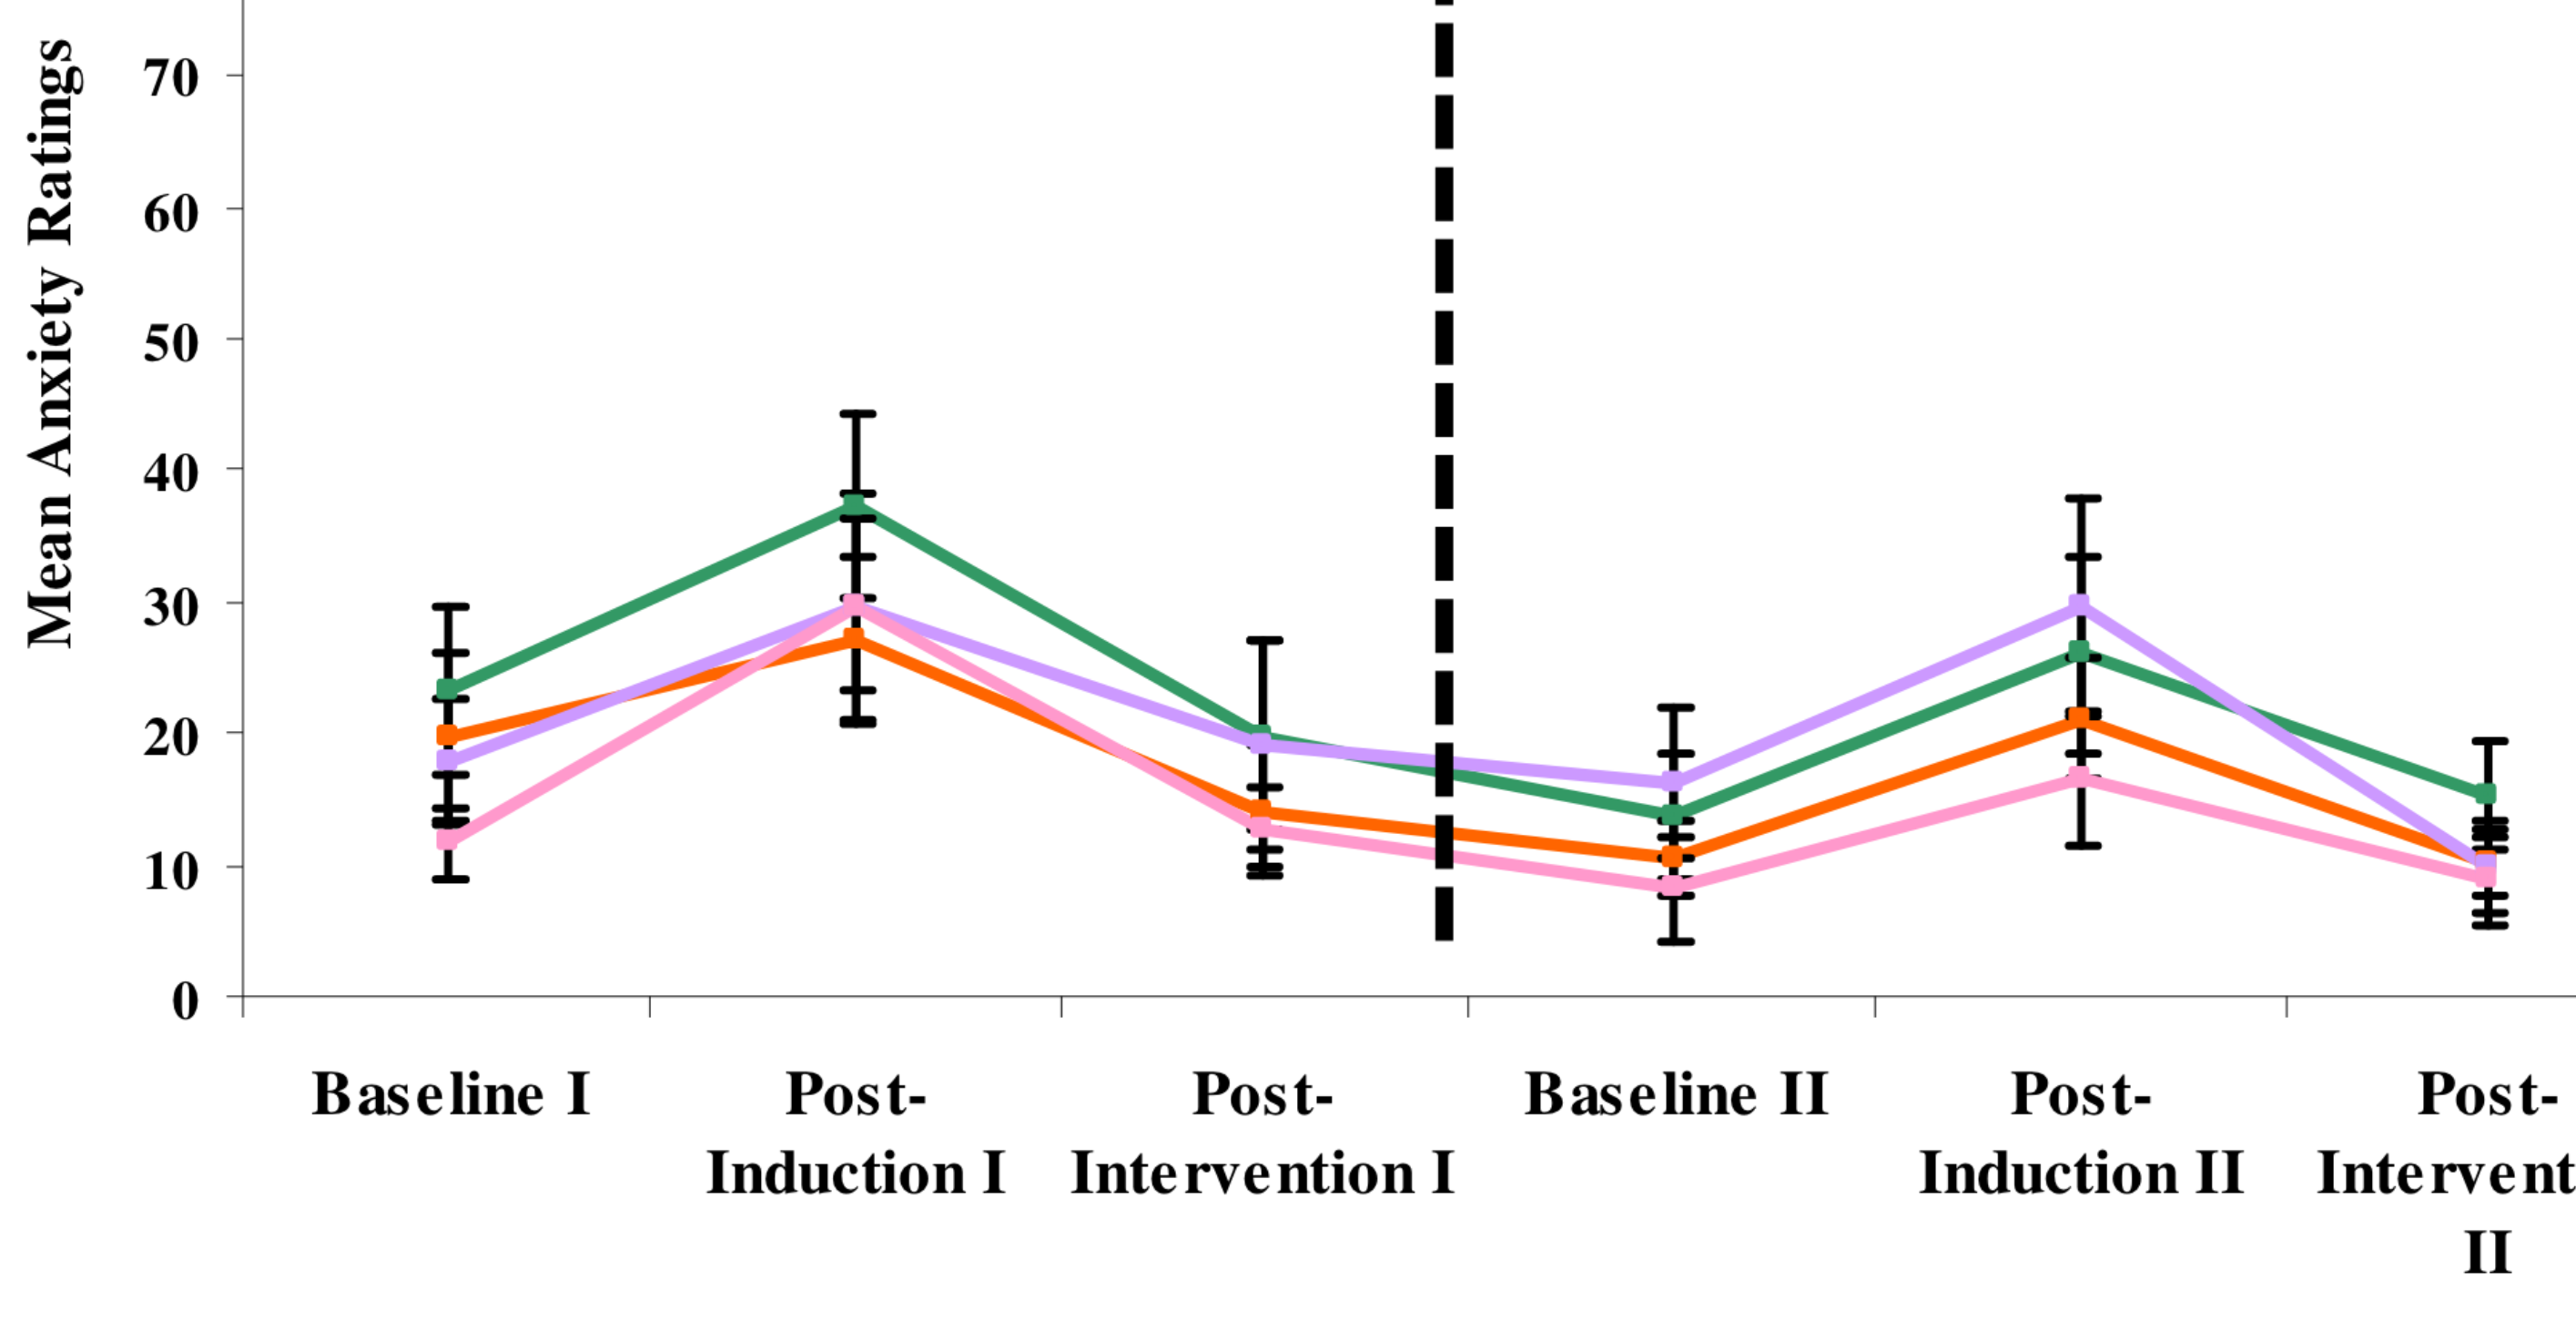 Mean Anxiety Ratings
70
60
50
40
30
20
10
0
Baseline I
Post-
Induction I
Post-
Intervention I
Baseline II
Post-
Induction II
Post-
Intervent
II